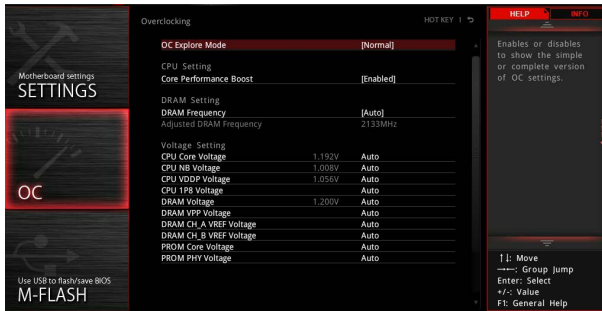 Motherboard settings
SETTINGS
OC
Use USB to flash/save BIOS
M-FLASH
Overclocking
HOT KEY
OC Explore Mode [Normal]
CPU Setting
Core Performance Boost [Enabled]
DRAM Setting
DRAM Frequency [Auto]
Adjusted DRAM Frequency 2133MHz
Voltage Setting
CPU Core Voltage 1.192V Auto
CPU NB Voltage 1.008V Auto
CPU VDDP Voltage 1.056V Auto
CPU 1P8 Voltage Auto
DRAM Voltage 1.200V Auto
DRAM VPP Voltage Auto
DRAM CH_A VREF Voltage Auto
DRAM CH_B VREF Voltage Auto
PROM Core Voltage Auto
PROM PHY Voltage Auto
HELP INFO
Enables or disables
to show the simple
or complete version
of OC settings.
↑↓: Move
→←: Group Jump
Enter: Select
+/-: Value
F1: General Help